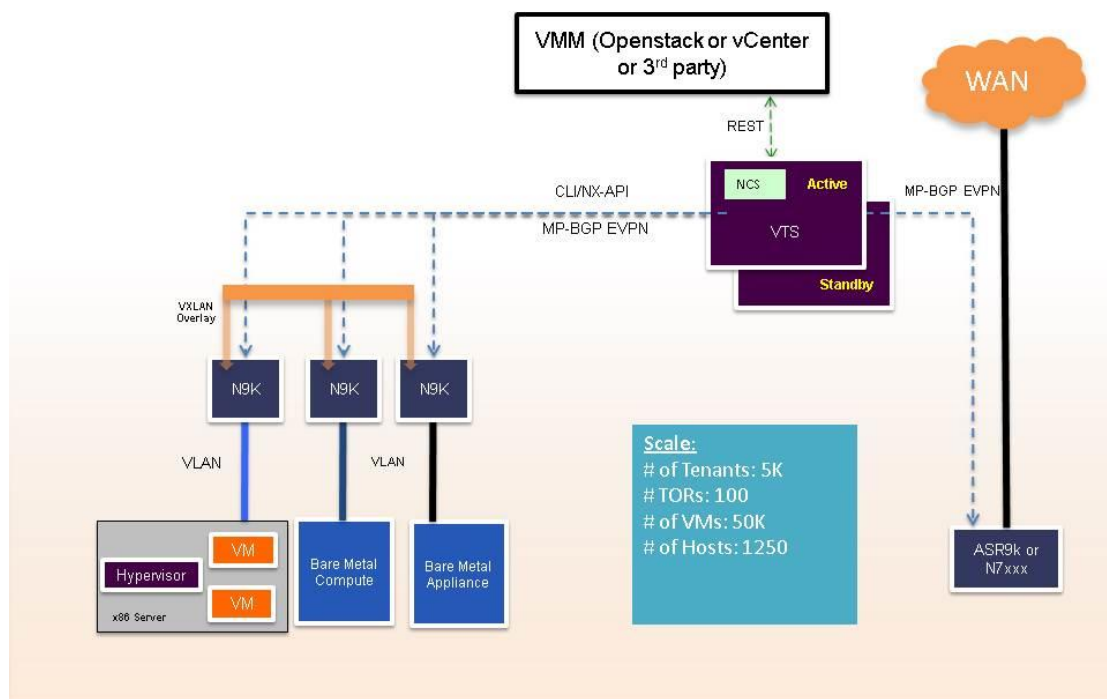 VMM (Openstack or vCenter
or 3rd party)
WAN
REST
NCS
Active
CLI/NX-API
MP-BGP EVPN
MP-BGP EVPN
VTS
Standby
VXLAN
Overlay
N9K
N9K
N9K
VLAN
VLAN
Scale:
# of Tenants: 5K
# TORs: 100
# of VMs: 50K
# of Hosts: 1250
VM
Hypervisor
VM
x86 Server
Bare Metal
Compute
Bare Metal
Appliance
ASR9k or
N7xxx